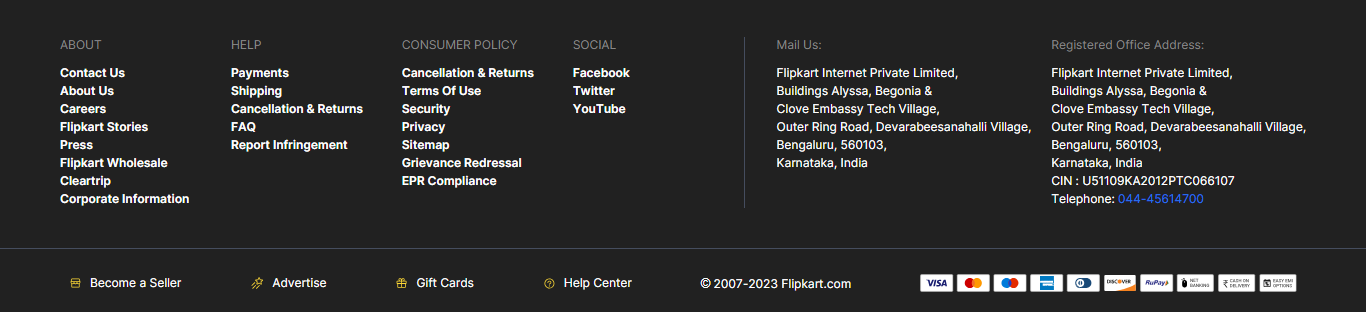 ABOUT
Contact Us
About Us
Careers
Flipkart Stories
Press
Flipkart Wholesale
Cleartrip
Corporate Information
HELP
Payments
Shipping
Cancellation & Returns
FAQ
Report Infringement
CONSUMER POLICY
Cancellation & Returns
Terms Of Use
Security
Privacy
Sitemap
Grievance Redressal
EPR Compliance
SOCIAL
Facebook
Twitter
YouTube
Mail Us:
Flipkart Internet Private Limited,
Buildings Alyssa, Begonia &
Clove Embassy Tech Village,
Outer Ring Road, Devarabeesanahalli Village,
Bengaluru, 560103,
Karnataka, India
Registered Office Address:
Flipkart Internet Private Limited,
Buildings Alyssa, Begonia &
Clove Embassy Tech Village,
Outer Ring Road, Devarabeesanahalli Village,
Bengaluru, 560103,
Karnataka, India
CIN : U51109KA2012PTC066107
Telephone: 044-45614700
Become a Seller
Advertise
Gift Cards
Help Center
© 2007-2023 Flipkart.com
VISA
DISCOVER
RuPay
NET
BANKING
CASH ON
DELIVERY
EASY EMI
OPTIONS